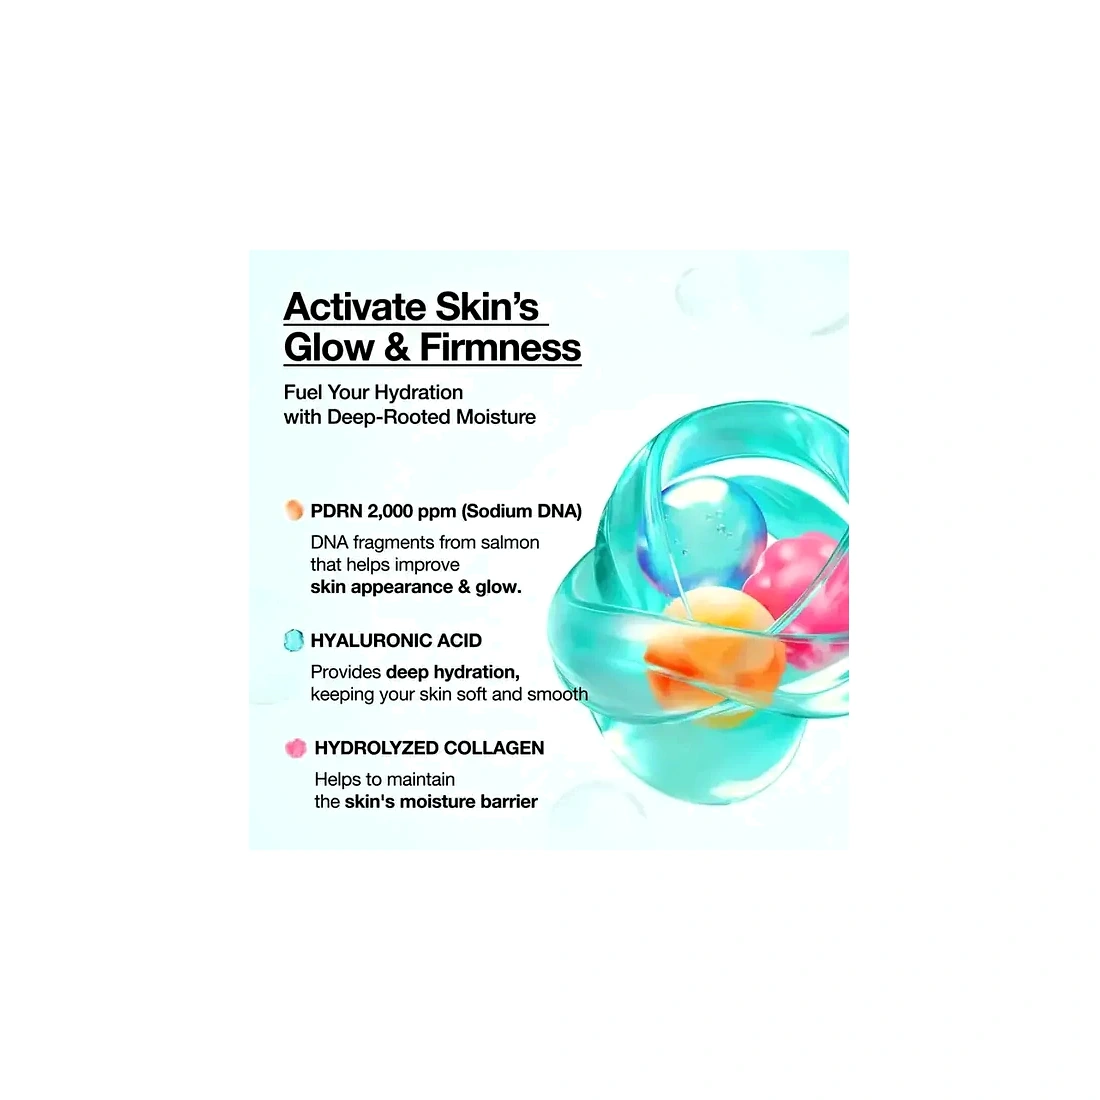 Activate Skin’s
Glow & Firmness
Fuel Your Hydration
with Deep-Rooted Moisture
PDRN 2,000 ppm (Sodium DNA)
DNA fragments from salmon
that helps improve
skin appearance & glow.
HYALURONIC ACID
Provides deep hydration,
keeping your skin soft and smooth
HYDROLYZED COLLAGEN
Helps to maintain
the skin's moisture barrier